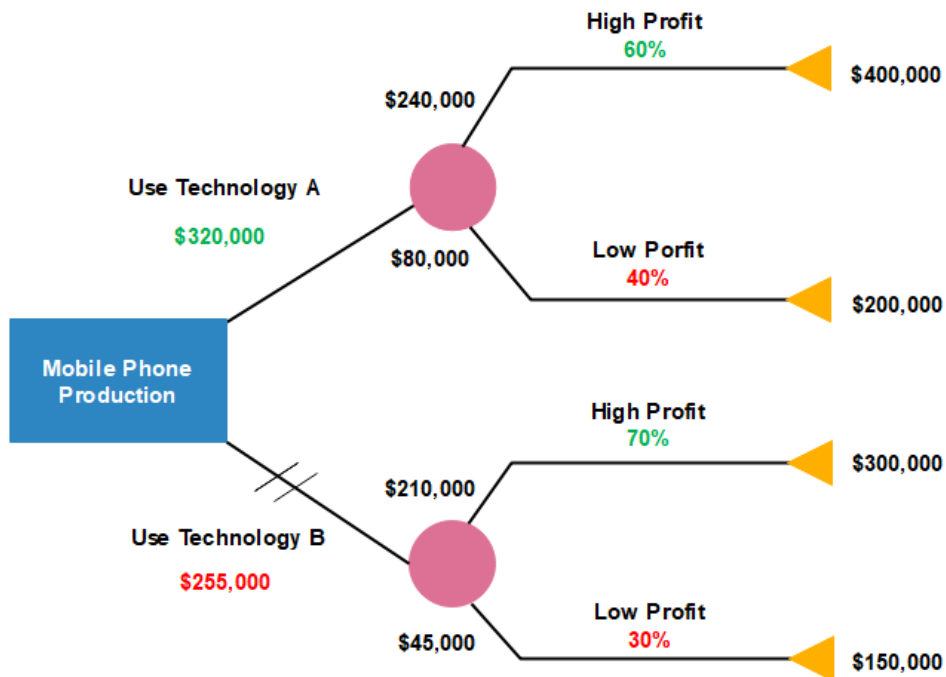 High Profit
60%
$400,000
$240,000
Use Technology A
$320,000
$80,000
Low Porfit
40%
$200,000
Mobile Phone
Production
High Profit
70%
$300,000
$210,000
Use Technology B
$255,000
$45,000
Low Profit
30%
$150,000